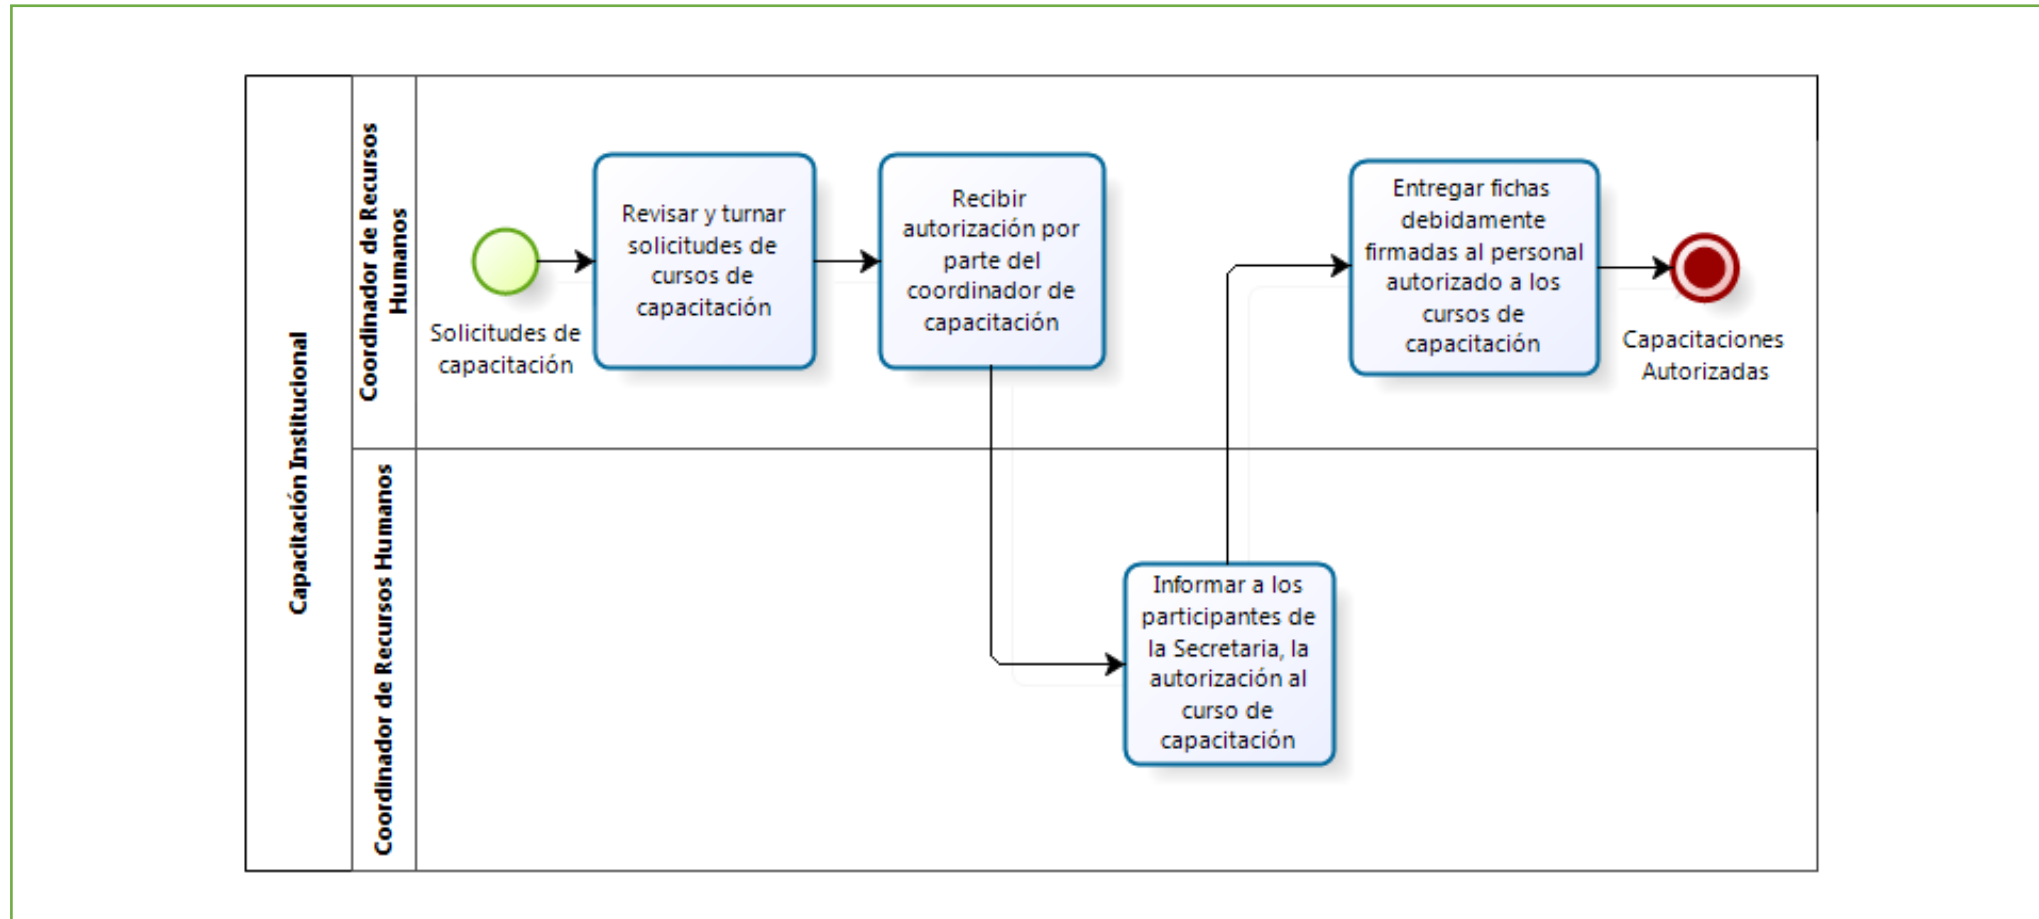 Capacitación Institucional
Coordinador de Recursos
Humanos
Solicitudes de
capacitación
Revisar y turnar
solicitudes de
cursos de
capacitación
Recibir
autorización por
parte del
coordinador de
capacitación
Entregar fichas
debidamente
firmadas al personal
autorizado a los
cursos de
capacitación
Capacitaciones
Autorizadas
Coordinador de Recursos Humanos
Informar a los
participantes de
la Secretaria, la
autorización al
curso de
capacitación